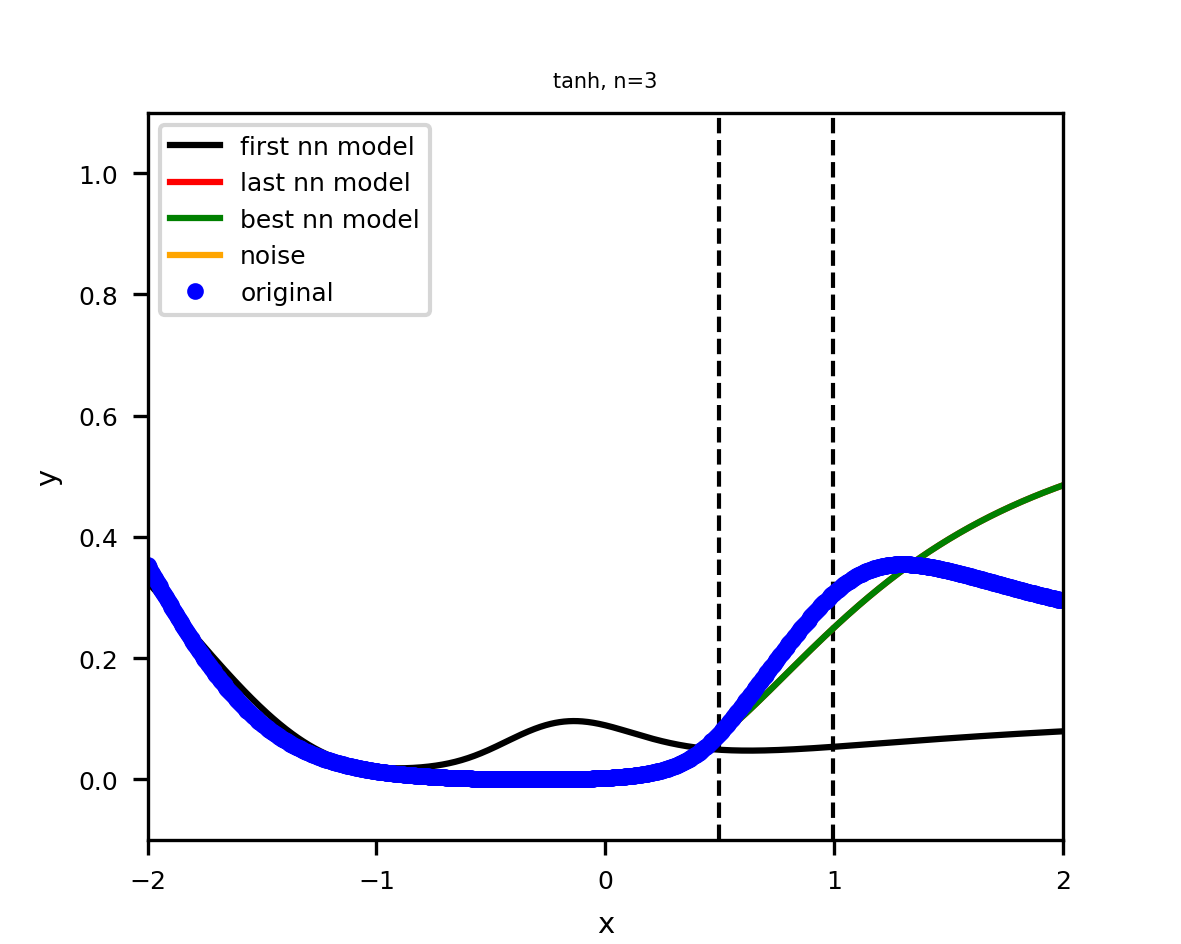 tanh, n=3
first nn model
last nn model
best nn model
noise
original
1.0
0.8
0.6
0.4
0.2
0.0
y
−2
−1
0
1
2
x